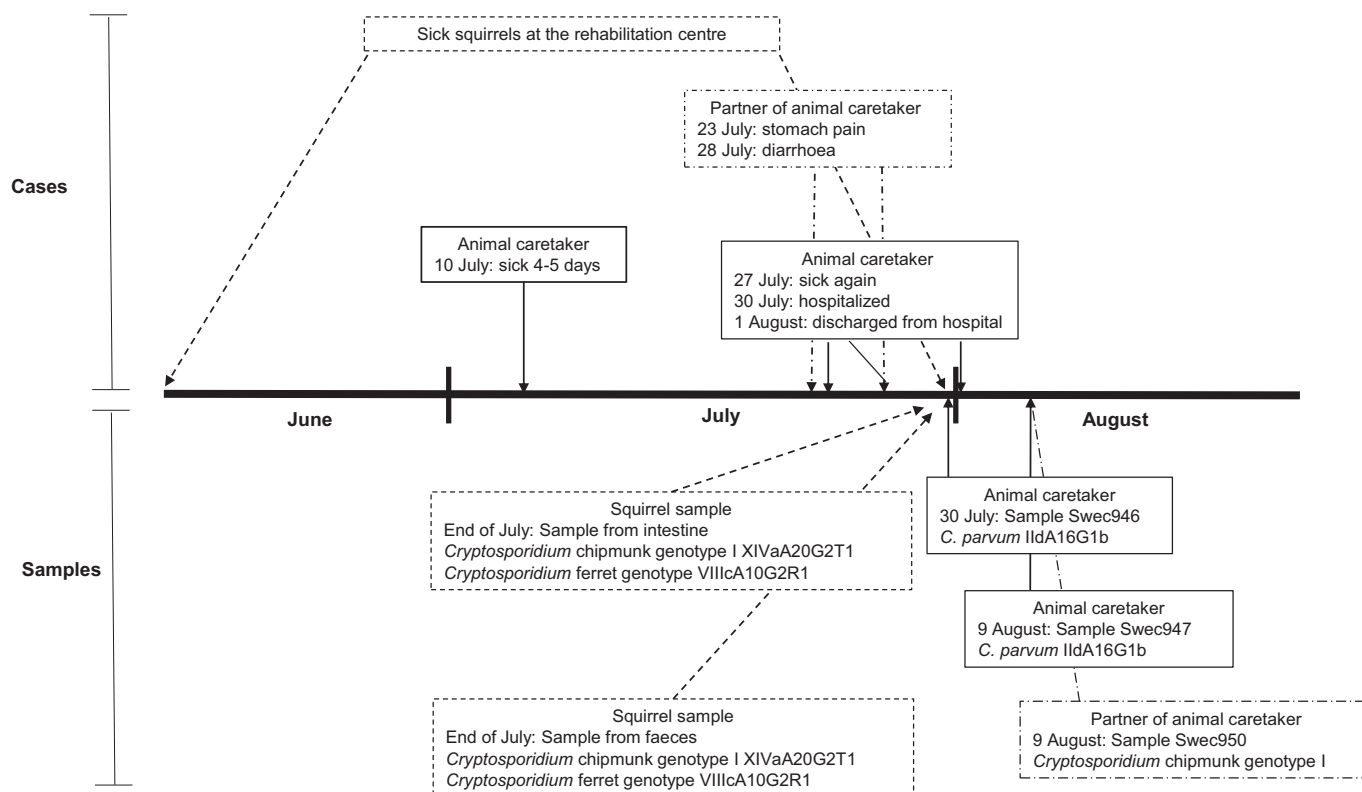 Sick squirrels at the rehabilitation centre
Partner of animal caretaker
23 July: stomach pain
28 July: diarrhoea
Cases
Animal caretaker
10 July: sick 4-5 days
Animal caretaker
27 July: sick again
30 July: hospitalized
1 August: discharged from hospital
June
July
August
Squirrel sample
End of July: Sample from intestine
Cryptosporidium chipmunk genotype I XIVaA20G2T1
Cryptosporidium ferret genotype VIIIcA10G2R1
Animal caretaker
30 July: Sample Swec946
C. parvum IIdA16G1b
Samples
Animal caretaker
9 August: Sample Swec947
C. parvum IIdA16G1b
Squirrel sample
End of July: Sample from faeces
Cryptosporidium chipmunk genotype I XIVaA20G2T1
Cryptosporidium ferret genotype VIIIcA10G2R1
Partner of animal caretaker
9 August: Sample Swec950
Cryptosporidium chipmunk genotype I